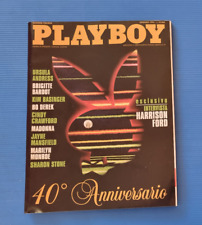 PLAYBOY
URSULA
ANDRESS
BRIGITTE
BARDOT
KIM BASINGER
BO DEREK
CINDY
CRAWFORD
MADONNA
JAYNE
MANSFIELD
MARILYN
MONROE
SHARON STONE
esclusivo
INTERVISTA
HARRISON
FORD
40° Anniversario